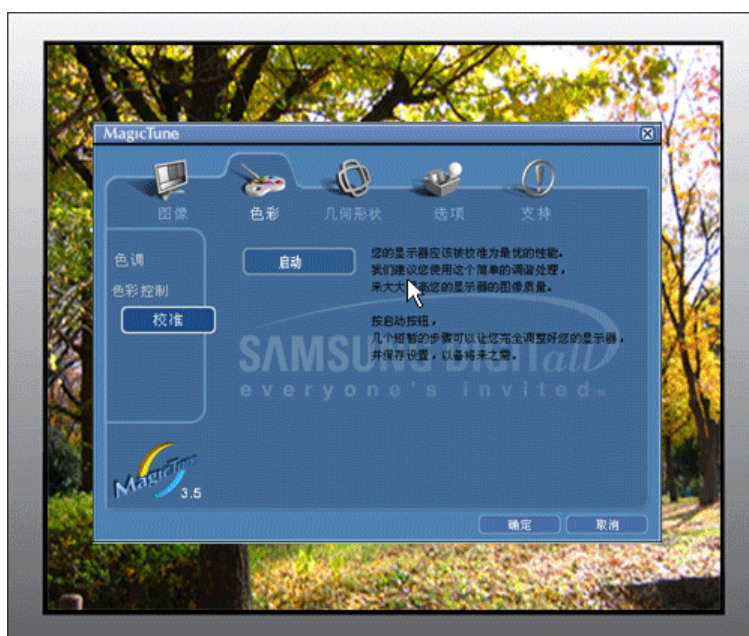 MagicTune
图像 色彩 几何形状 选项 支持
色调
色彩控制
校准
启动
您的显示器应该被校准为最优的性能。
我们建议您使用这个简单的调谐处理，
来大大 高您的显示器的图像质量。
按启动按钮。
几个短暂的步骤可以让您完全调整好您的显示器，
并保存设置，以备将来之需。
SAMSUNG DIGITall
everyone's invited™
MagicTune 3.5
确定 取消